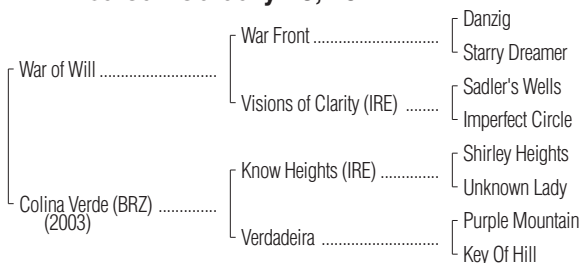 Danzig
War Front ..............................
Starry Dreamer
War of Will ............................
Sadler's Wells
Visions of Clarity (IRE) ........
Imperfect Circle
Shirley Heights
Know Heights (IRE) ..............
Unknown Lady
Colina Verde (BRZ) ..............
(2003)
Purple Mountain
Verdadeira ............................
Key Of Hill